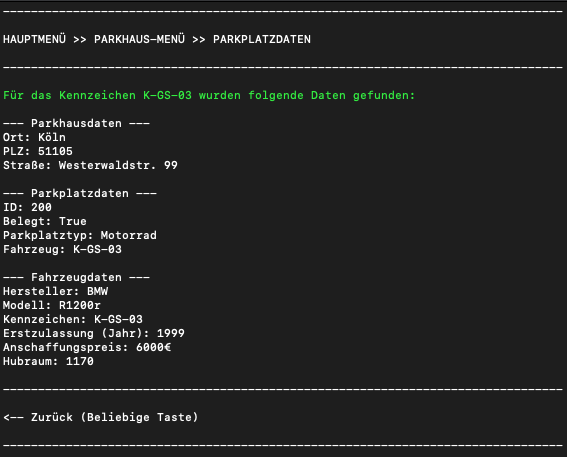 --------------------------------------------------------------------------------
HAUPTMENÜ >> PARKHAUS-MENÜ >> PARKPLATZDATEN
--------------------------------------------------------------------------------
Für das Kennzeichen K-GS-03 wurden folgende Daten gefunden:
--- Parkhausdaten ---
Ort: Köln
PLZ: 51105
Straße: Westerwaldstr. 99
--- Parkplatzdaten ---
ID: 200
Belegt: True
Parkplatztyp: Motorrad
Fahrzeug: K-GS-03
--- Fahrzeugdaten ---
Hersteller: BMW
Modell: R1200r
Kennzeichen: K-GS-03
Erstzulassung (Jahr): 1999
Anschaffungspreis: 6000€
Hubraum: 1170
--------------------------------------------------------------------------------
<-- Zurück (Beliebige Taste)
--------------------------------------------------------------------------------